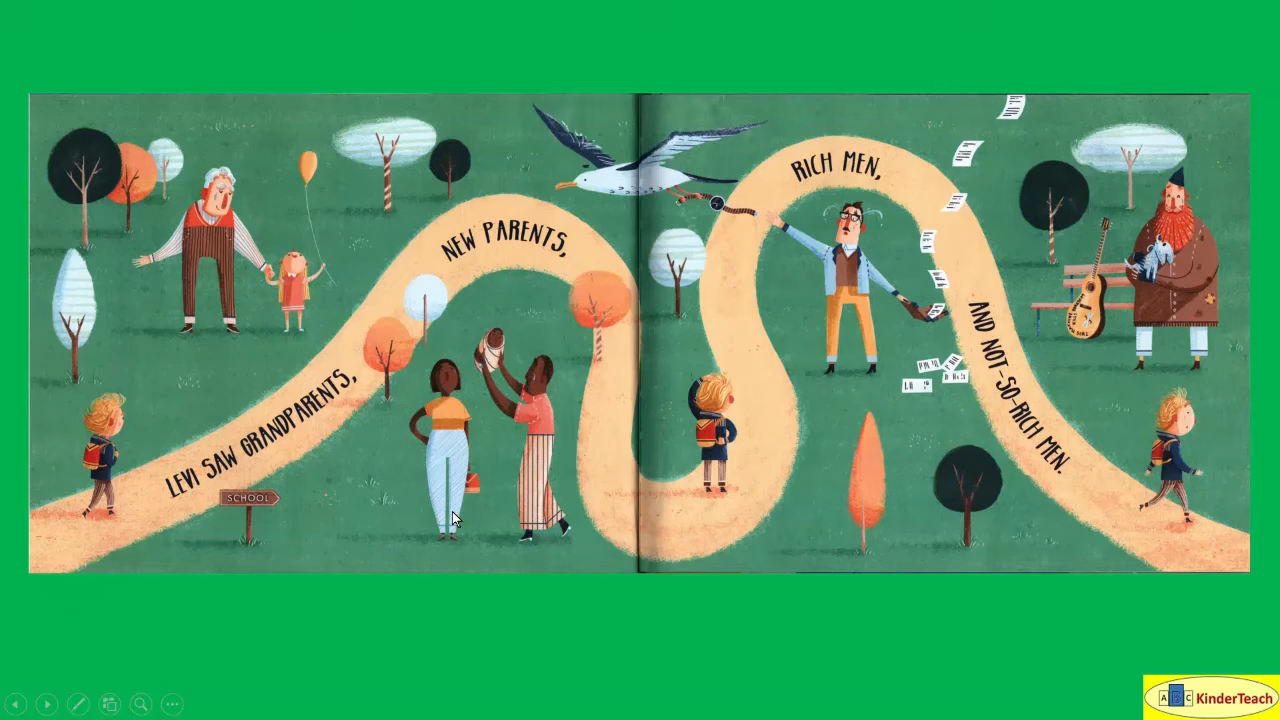 LEVI SAW GRANDPARENTS,
NEW PARENTS,
RICH MEN,
AND NOT-SO-RICH MEN.
SCHOOL
A B C KinderTeach